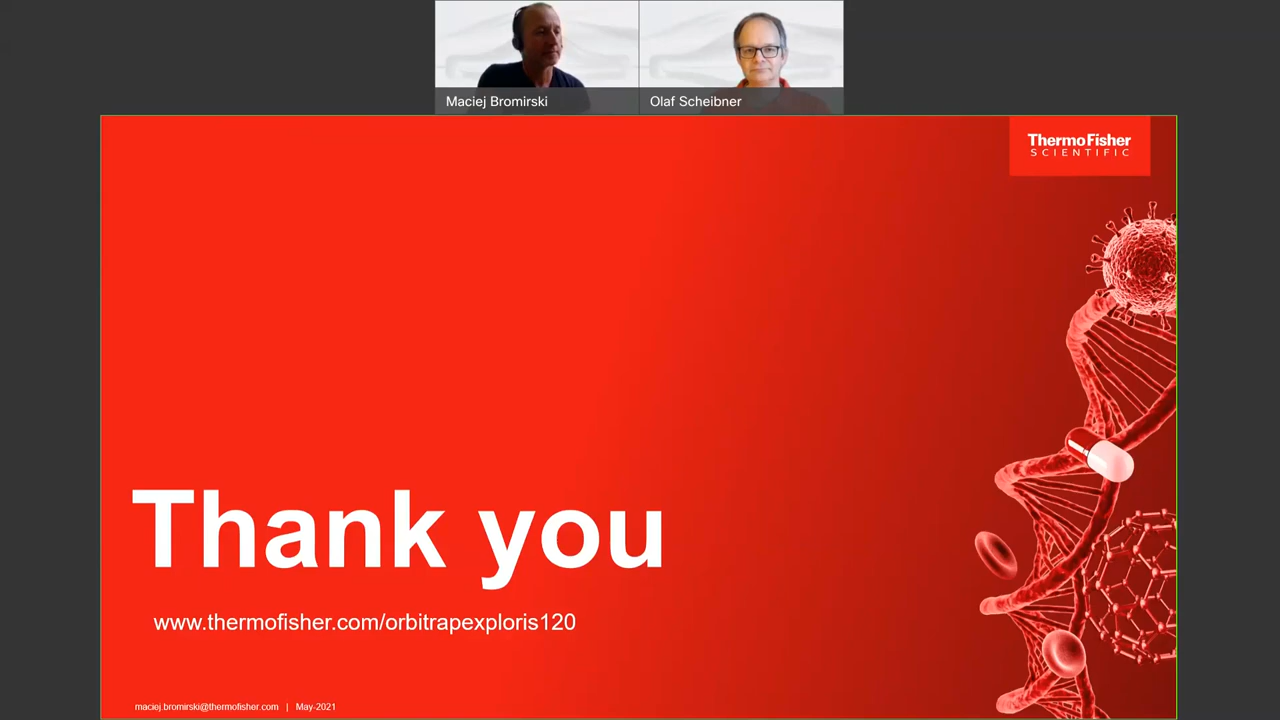 Maciej Bromirski
Olaf Scheibner
ThermoFisher
SCIENTIFIC
Thank you
www.thermofisher.com/orbitrapexploris120
maciej.bromirski@thermofisher.com | May-2021